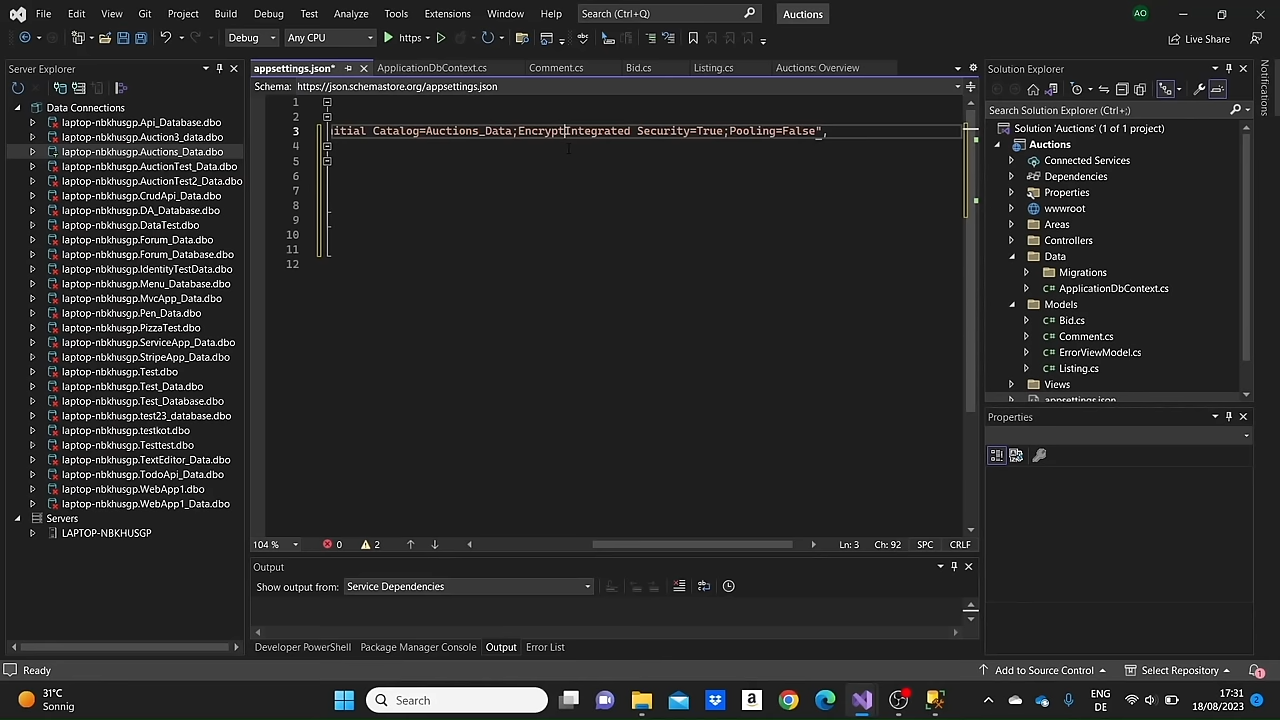 File Edit View Git Project Build Debug Test Analyze Tools Extensions Window Help Search (Ctrl+Q) Auctions AO
Debug Any CPU https Live Share
Server Explorer
Data Connections
laptop-nbkhusgp.Api_Database.dbo
laptop-nbkhusgp.Auction3_data.dbo
laptop-nbkhusgp.Auctions_Data.dbo
laptop-nbkhusgp.AuctionTest_Data.dbo
laptop-nbkhusgp.AuctionTest2_Data.dbo
laptop-nbkhusgp.CrudApi_Data.dbo
laptop-nbkhusgp.DA_Database.dbo
laptop-nbkhusgp.DataTest.dbo
laptop-nbkhusgp.Forum_Data.dbo
laptop-nbkhusgp.Forum_Database.dbo
laptop-nbkhusgp.IdentityTestData.dbo
laptop-nbkhusgp.Menu_Database.dbo
laptop-nbkhusgp.MvcApp_Data.dbo
laptop-nbkhusgp.Pen_Data.dbo
laptop-nbkhusgp.PizzaTest.dbo
laptop-nbkhusgp.ServiceApp_Data.dbo
laptop-nbkhusgp.StripeApp_Data.dbo
laptop-nbkhusgp.Test.dbo
laptop-nbkhusgp.Test_Data.dbo
laptop-nbkhusgp.Test_Database.dbo
laptop-nbkhusgp.test23_database.dbo
laptop-nbkhusgp.testkot.dbo
laptop-nbkhusgp.Testtest.dbo
laptop-nbkhusgp.TextEditor_Data.dbo
laptop-nbkhusgp.TodoApi_Data.dbo
laptop-nbkhusgp.WebApp1.dbo
laptop-nbkhusgp.WebApp1_Data.dbo
Servers
LAPTOP-NBKHUSGP
appsettings.json* ApplicationDbContext.cs Comment.cs Bid.cs Listing.cs Auctions: Overview
Schema: https://json.schemastore.org/appsettings.json
1
2
3 itial Catalog=Auctions_Data;EncryptIntegrated Security=True;Pooling=False",
4
5
6
7
8
9
10
11
12
104 % 0 2 Ln: 3 Ch: 92 SPC CRLF
Output
Show output from: Service Dependencies
Developer PowerShell Package Manager Console Output Error List
Solution Explorer
Search Solution Explorer (Ctrl+ü)
Solution 'Auctions' (1 of 1 project)
Auctions
Connected Services
Dependencies
Properties
wwwroot
Areas
Controllers
Data
Migrations
ApplicationDbContext.cs
Models
Bid.cs
Comment.cs
ErrorViewModel.cs
Listing.cs
Views
appsettings.json
Properties
Notifications
Ready Add to Source Control Select Repository 1
31°C
Sonnig
Search
ENG
DE
17:31
18/08/2023
2